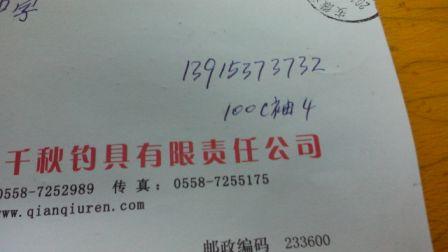 字
13915373732
100C袖4
千秋钓具有限责任公司
0558-7252989 传 真: 0558-7255175
www.qianqiuren.com
邮政编码 233600